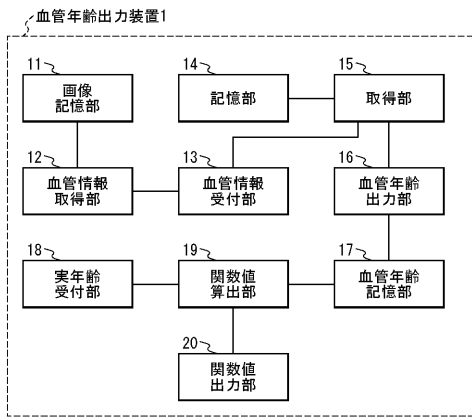 血管年齢出力装置1
11
画像
記憶部
14
記憶部
15
取得部
12
血管情報
取得部
13
血管情報
受付部
16
血管年齢
出力部
18
実年齢
受付部
19
関数値
算出部
17
血管年齢
記憶部
20
関数値
出力部